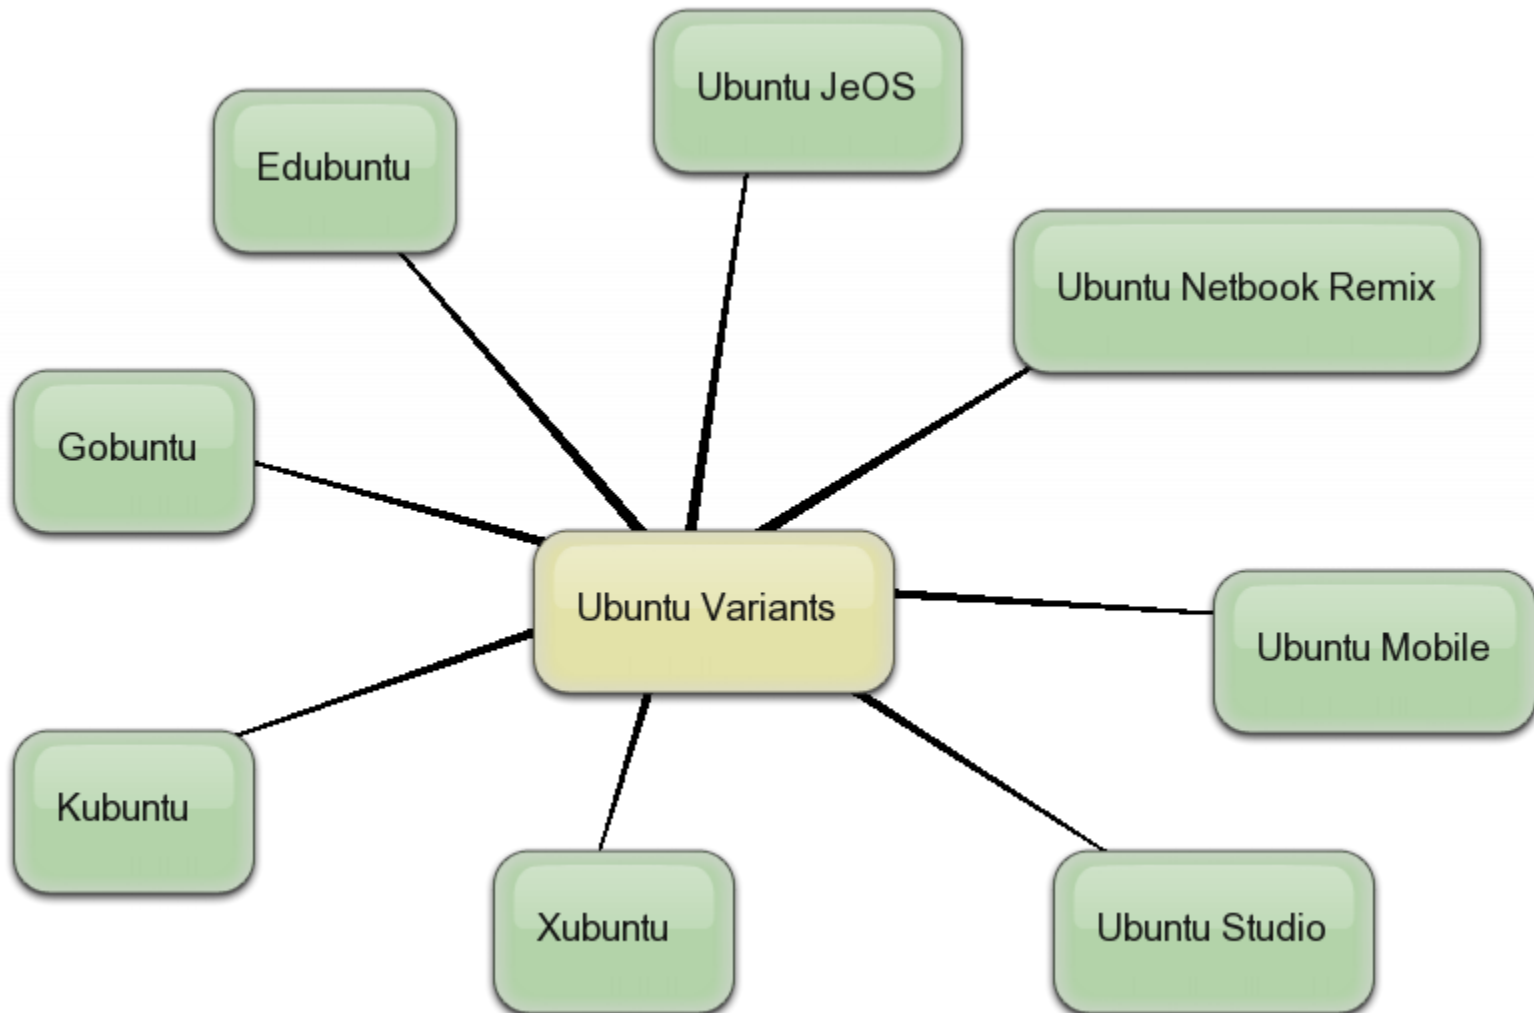 Ubuntu JeOS
Edubuntu
Ubuntu Netbook Remix
Gobuntu
Ubuntu Variants
Ubuntu Mobile
Kubuntu
Xubuntu
Ubuntu Studio